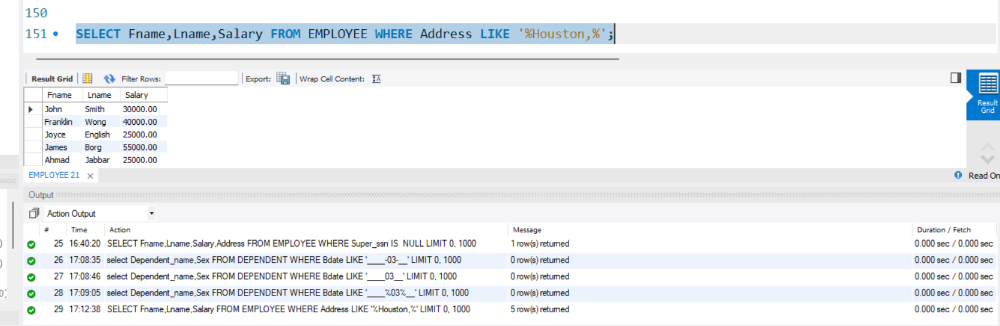 150
151 SELECT Fname,Lname,Salary FROM EMPLOYEE WHERE Address LIKE '%Houston,%';
Result Grid Filter Rows: Export: Wrap Cell Content:
Fname Lname Salary
John Smith 30000.00
Franklin Wong 40000.00
Joyce English 25000.00
James Borg 55000.00
Ahmad Jabbar 25000.00
Result
Grid
EMPLOYEE 21
Read On
Output
Action Output
# Time Action Message Duration / Fetch
25 16:40:20 SELECT Fname,Lname,Salary,Address FROM EMPLOYEE WHERE Super_ssn IS  NULL LIMIT 0, 1000 1 row(s) returned 0.000 sec / 0.000 sec
26 17:08:35 select Dependent_name,Sex FROM DEPENDENT WHERE Bdate LIKE '____-03-__' LIMIT 0, 1000 0 row(s) returned 0.000 sec / 0.000 sec
27 17:08:46 select Dependent_name,Sex FROM DEPENDENT WHERE Bdate LIKE '____03__' LIMIT 0, 1000 0 row(s) returned 0.000 sec / 0.000 sec
28 17:09:05 select Dependent_name,Sex FROM DEPENDENT WHERE Bdate LIKE '____%03%__' LIMIT 0, 1000 0 row(s) returned 0.000 sec / 0.000 sec
29 17:12:38 SELECT Fname,Lname,Salary FROM EMPLOYEE WHERE Address LIKE '%Houston,%' LIMIT 0, 1000 5 row(s) returned 0.000 sec / 0.000 sec